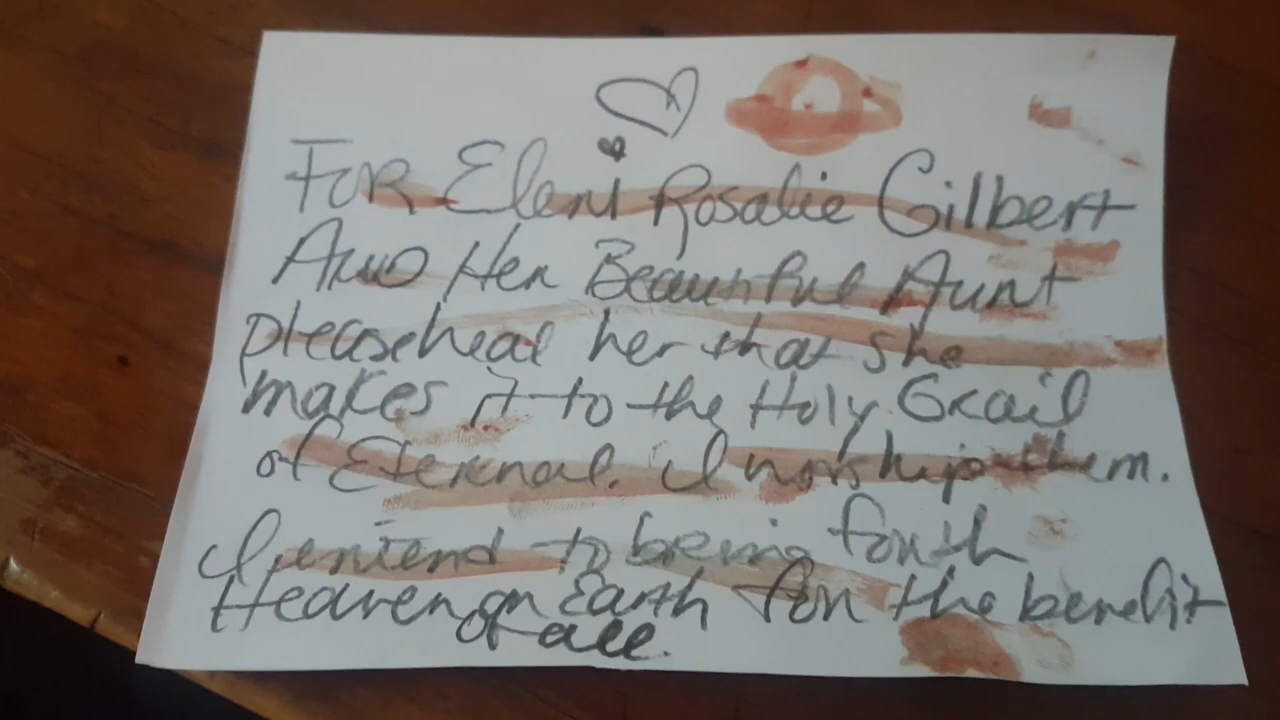 FOR Eleni Rosalie Gilbert
AND Her Beautiful Aunt
please heal her that she
makes it to the Holy Grail
of Eternal. I worship them.
I entend to bring forth
Heaven on Earth for the benefit
of all.